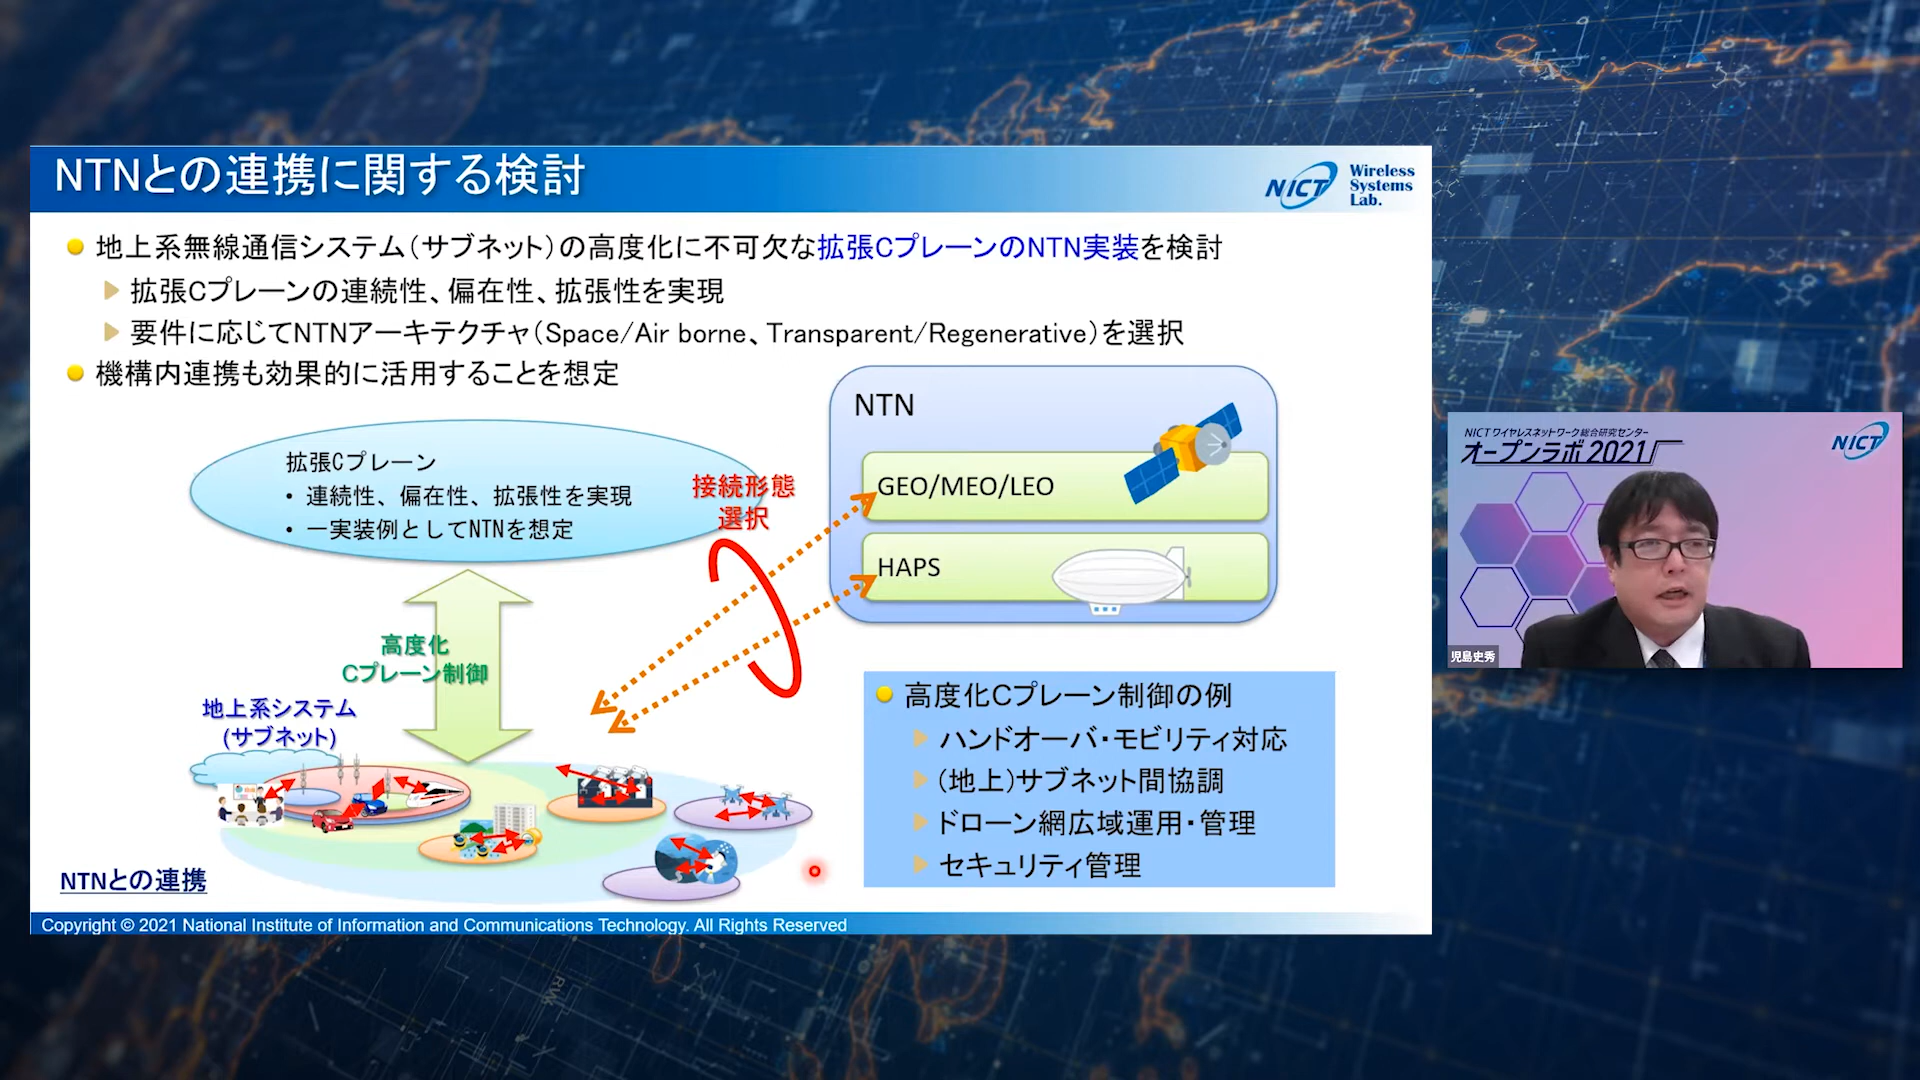 NTNとの連携に関する検討
NICT
Wireless
Systems
Lab.
地上系無線通信システム（サブネット）の高度化に不可欠な拡張CプレーンのNTN実装を検討
拡張Cプレーンの連続性、偏在性、拡張性を実現
要件に応じてNTNアーキテクチャ（Space/Air borne、Transparent/Regenerative）を選択
機構内連携も効果的に活用することを想定
拡張Cプレーン
・ 連続性、偏在性、拡張性を実現
・ 一実装例としてNTNを想定
接続形態
選択
NTN
GEO/MEO/LEO
HAPS
高度化
Cプレーン制御
地上系システム
(サブネット)
NTNとの連携
高度化Cプレーン制御の例
ハンドオーバ・モビリティ対応
(地上)サブネット間協調
ドローン網広域運用・管理
セキュリティ管理
Copyright © 2021 National Institute of Information and Communications Technology. All Rights Reserved
NICT ワイヤレスネットワーク総合研究センター
オープンラボ 2021
NICT
児島史秀